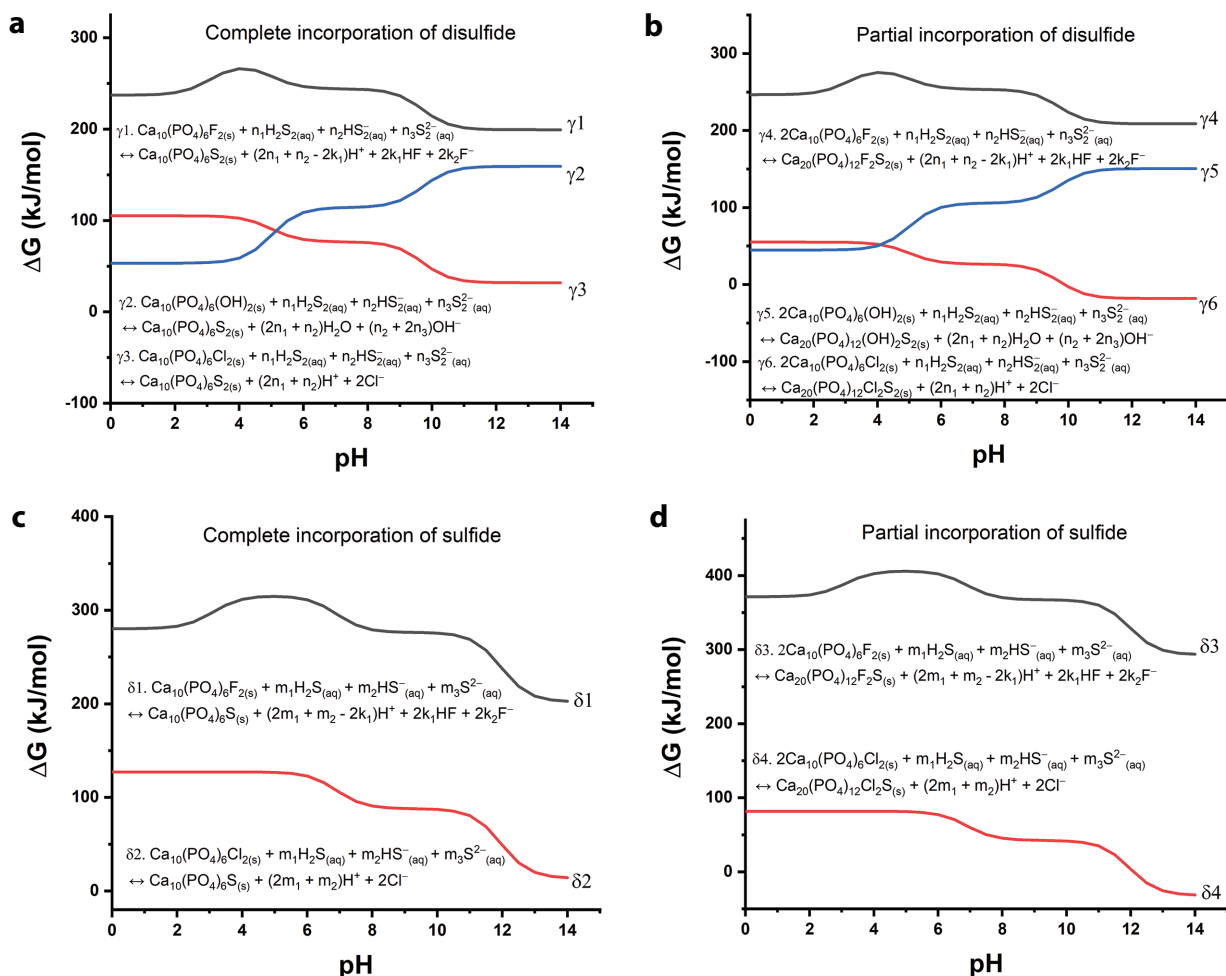 a
Complete incorporation of disulfide
300
200
100
0
-100
ΔG (kJ/mol)
γ1. Ca₁₀(PO₄)₆F₂₍ₛ₎ + n₁H₂S₂₍aq₎ + n₂HS₂⁻₍aq₎ + n₃S₂²⁻₍aq₎
↔ Ca₁₀(PO₄)₆S₂₍ₛ₎ + (2n₁ + n₂ - 2k₁)H⁺ + 2k₁HF + 2k₂F⁻
γ1
γ2
γ3
γ2. Ca₁₀(PO₄)₆(OH)₂₍ₛ₎ + n₁H₂S₂₍aq₎ + n₂HS₂⁻₍aq₎ + n₃S₂²⁻₍aq₎
↔ Ca₁₀(PO₄)₆S₂₍ₛ₎ + (2n₁ + n₂)H₂O + (n₂ + 2n₃)OH⁻
γ3. Ca₁₀(PO₄)₆Cl₂₍ₛ₎ + n₁H₂S₂₍aq₎ + n₂HS₂⁻₍aq₎ + n₃S₂²⁻₍aq₎
↔ Ca₁₀(PO₄)₆S₂₍ₛ₎ + (2n₁ + n₂)H⁺ + 2Cl⁻
0 2 4 6 8 10 12 14
pH
b
Partial incorporation of disulfide
300
200
100
0
-100
ΔG (kJ/mol)
γ4. 2Ca₁₀(PO₄)₆F₂₍ₛ₎ + n₁H₂S₂₍aq₎ + n₂HS₂⁻₍aq₎ + n₃S₂²⁻₍aq₎
↔ Ca₂₀(PO₄)₁₂F₂S₂₍ₛ₎ + (2n₁ + n₂ - 2k₁)H⁺ + 2k₁HF + 2k₂F⁻
γ4
γ5
γ6
γ5. 2Ca₁₀(PO₄)₆(OH)₂₍ₛ₎ + n₁H₂S₂₍aq₎ + n₂HS₂⁻₍aq₎ + n₃S₂²⁻₍aq₎
↔ Ca₂₀(PO₄)₁₂(OH)₂S₂₍ₛ₎ + (2n₁ + n₂)H₂O + (n₂ + 2n₃)OH⁻
γ6. 2Ca₁₀(PO₄)₆Cl₂₍ₛ₎ + n₁H₂S₂₍aq₎ + n₂HS₂⁻₍aq₎ + n₃S₂²⁻₍aq₎
↔ Ca₂₀(PO₄)₁₂Cl₂S₂₍ₛ₎ + (2n₁ + n₂)H⁺ + 2Cl⁻
0 2 4 6 8 10 12 14
pH
c
Complete incorporation of sulfide
400
300
200
100
0
ΔG (kJ/mol)
δ1. Ca₁₀(PO₄)₆F₂₍ₛ₎ + m₁H₂S₍aq₎ + m₂HS⁻₍aq₎ + m₃S²⁻₍aq₎
↔ Ca₁₀(PO₄)₆S₍ₛ₎ + (2m₁ + m₂ - 2k₁)H⁺ + 2k₁HF + 2k₂F⁻
δ1
δ2. Ca₁₀(PO₄)₆Cl₂₍ₛ₎ + m₁H₂S₍aq₎ + m₂HS⁻₍aq₎ + m₃S²⁻₍aq₎
↔ Ca₁₀(PO₄)₆S₍ₛ₎ + (2m₁ + m₂)H⁺ + 2Cl⁻
δ2
0 2 4 6 8 10 12 14
pH
d
Partial incorporation of sulfide
400
300
200
100
0
ΔG (kJ/mol)
δ3. 2Ca₁₀(PO₄)₆F₂₍ₛ₎ + m₁H₂S₍aq₎ + m₂HS⁻₍aq₎ + m₃S²⁻₍aq₎
↔ Ca₂₀(PO₄)₁₂F₂S₍ₛ₎ + (2m₁ + m₂ - 2k₁)H⁺ + 2k₁HF + 2k₂F⁻
δ3
δ4. 2Ca₁₀(PO₄)₆Cl₂₍ₛ₎ + m₁H₂S₍aq₎ + m₂HS⁻₍aq₎ + m₃S²⁻₍aq₎
↔ Ca₂₀(PO₄)₁₂Cl₂S₍ₛ₎ + (2m₁ + m₂)H⁺ + 2Cl⁻
δ4
0 2 4 6 8 10 12 14
pH